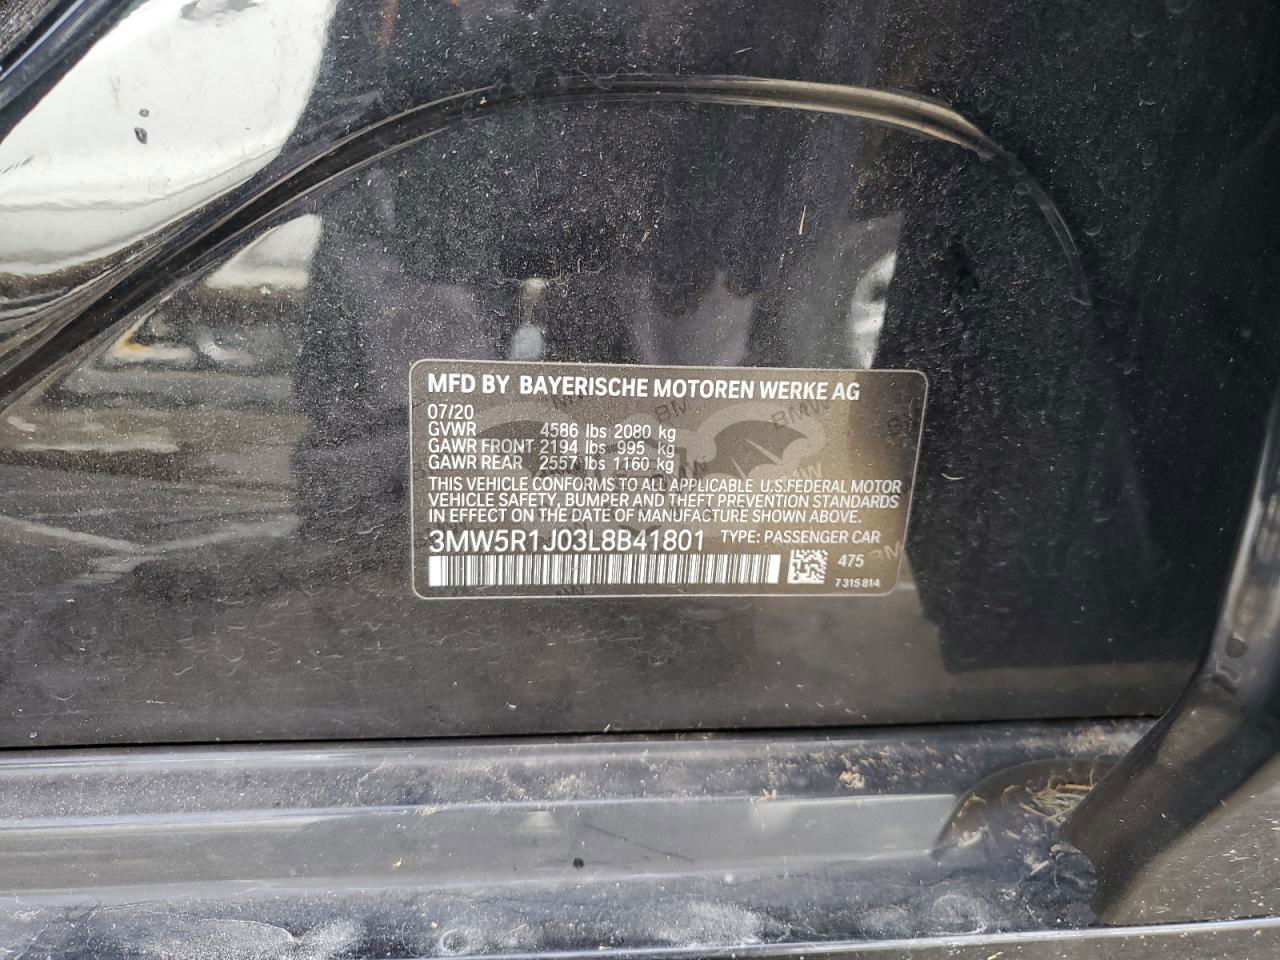 MFD BY BAYERISCHE MOTOREN WERKE AG
07/20
GVWR 4586 lbs 2080 kg
GAWR FRONT 2194 lbs 995 kg
GAWR REAR 2557 lbs 1160 kg
THIS VEHICLE CONFORMS TO ALL APPLICABLE U.S.FEDERAL MOTOR
VEHICLE SAFETY, BUMPER AND THEFT PREVENTION STANDARDS
IN EFFECT ON THE DATE OF MANUFACTURE SHOWN ABOVE.
3MW5R1J03L8B41801 TYPE: PASSENGER CAR
475
7 315 814